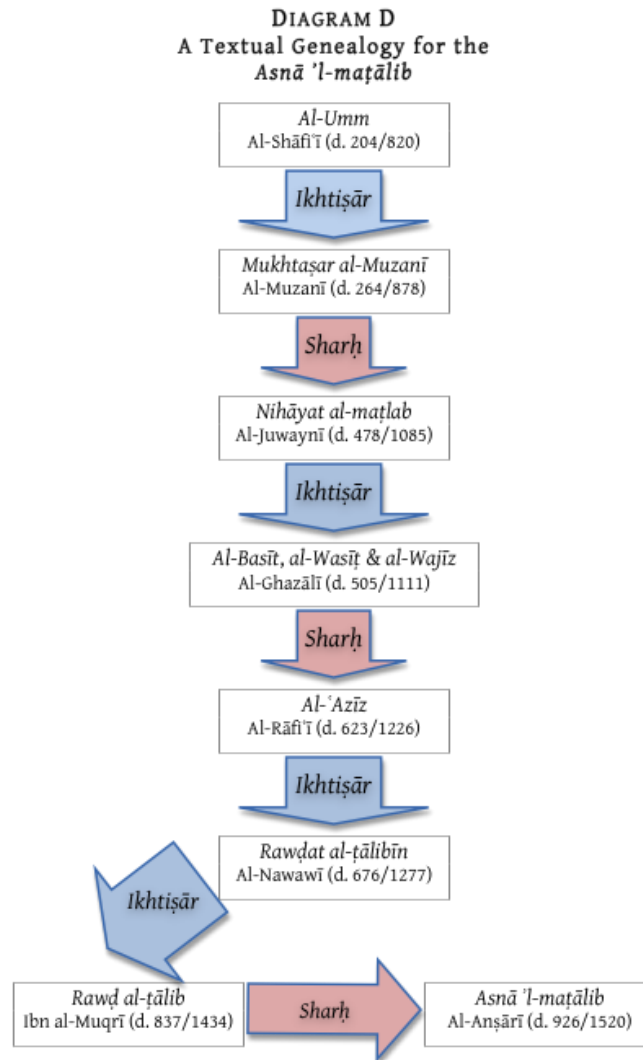 DIAGRAM D
A Textual Genealogy for the
Asnā ’l-maṭālib
Al-Umm
Al-Shāfiʿī (d. 204/820)
Ikhtiṣār
Mukhtaṣar al-Muzanī
Al-Muzanī (d. 264/878)
Sharḥ
Nihāyat al-maṭlab
Al-Juwaynī (d. 478/1085)
Ikhtiṣār
Al-Basīt, al-Wasīṭ & al-Wajīz
Al-Ghazālī (d. 505/1111)
Sharḥ
Al-ʿAzīz
Al-Rāfiʿī (d. 623/1226)
Ikhtiṣār
Rawḍat al-ṭālibīn
Al-Nawawī (d. 676/1277)
Ikhtiṣār
Rawḍ al-ṭālib
Ibn al-Muqrī (d. 837/1434)
Sharḥ
Asnā ’l-maṭālib
Al-Anṣārī (d. 926/1520)